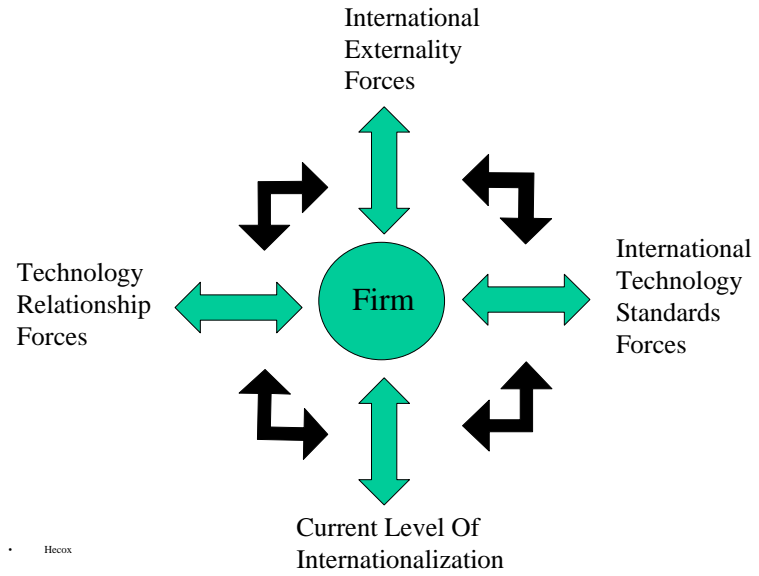 International
Externality
Forces
Technology
Relationship
Forces
Firm
International
Technology
Standards
Forces
Current Level Of
Internationalization
• Hecox